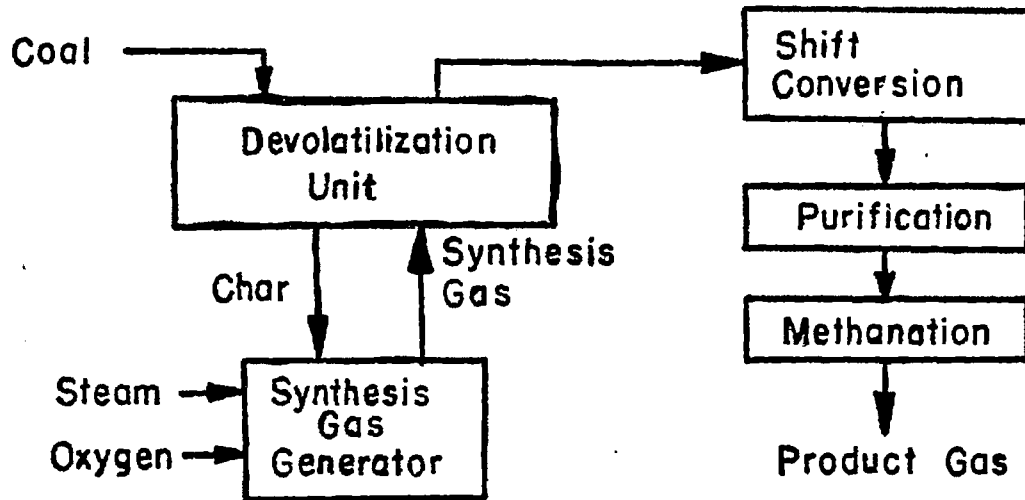 Coal
Devolatilization
Unit
Char
Synthesis
Gas
Steam
Oxygen
Synthesis
Gas
Generator
Shift
Conversion
Purification
Methanation
Product Gas